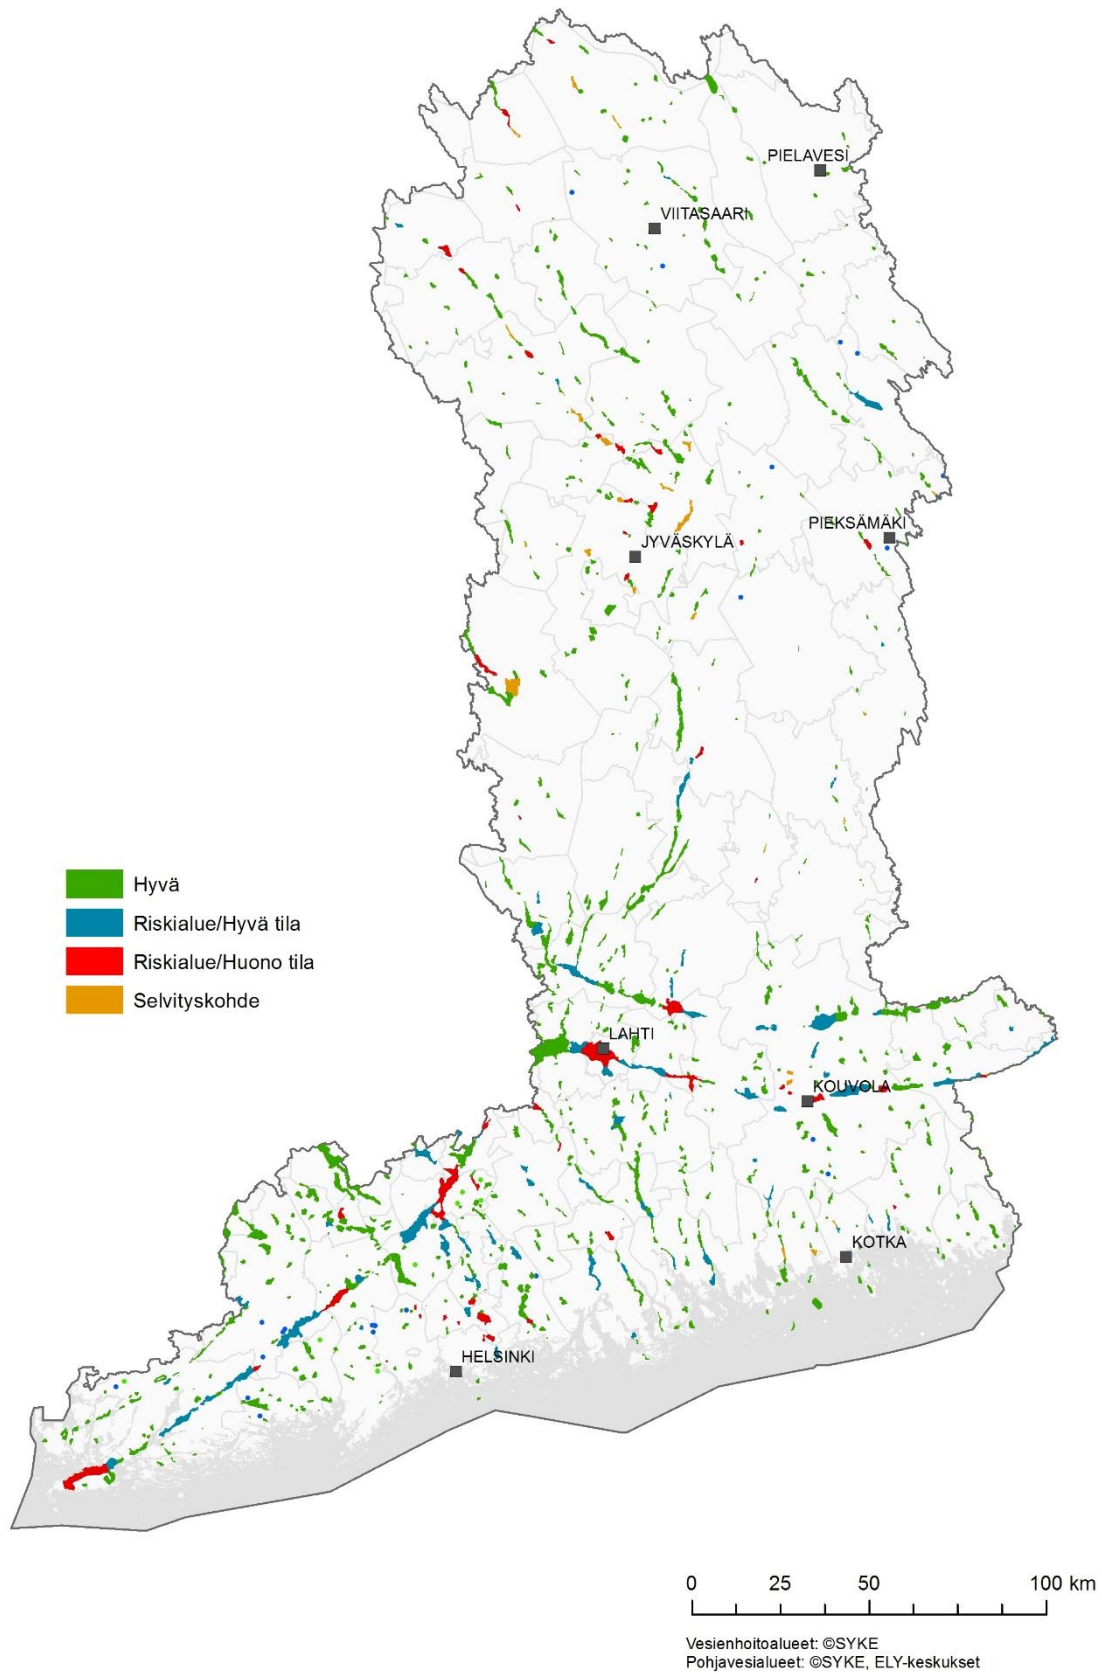 PIELAVESI
VIITASAARI
PIEKSÄMÄKI
JYVÄSKYLÄ
Hyvä
Riskialue/Hyvä tila
Riskialue/Huono tila
Selvityskohde
LAHTI
KOUVOLA
KOTKA
HELSINKI
0 25 50 100 km
Vesienhoitoalueet: ©SYKE
Pohjavesialueet: ©SYKE, ELY-keskukset